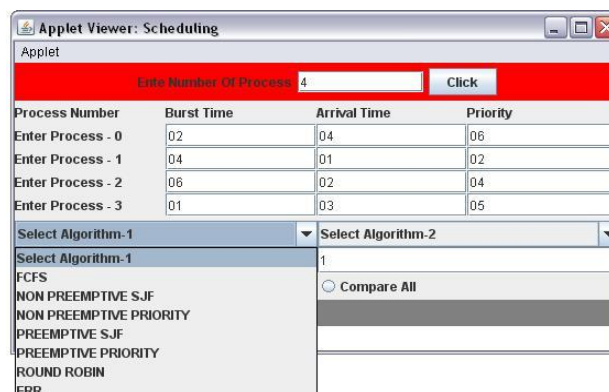 Applet Viewer: Scheduling
Applet
Ente Number Of Process 4 Click
Process Number Burst Time Arrival Time Priority
Enter Process - 0 02 04 06
Enter Process - 1 04 01 02
Enter Process - 2 06 02 04
Enter Process - 3 01 03 05
Select Algorithm-1 Select Algorithm-2
Select Algorithm-1 1
FCFS
Compare All
NON PREEMPTIVE SJF
NON PREEMPTIVE PRIORITY
PREEMPTIVE SJF
PREEMPTIVE PRIORITY
ROUND ROBIN